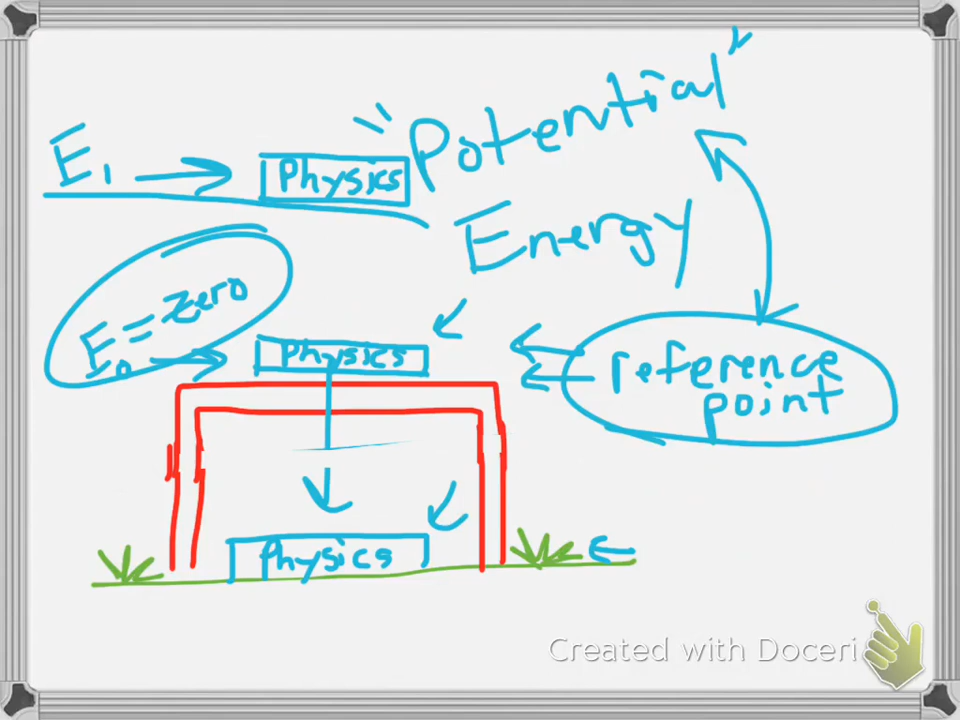 "Potential"
E₁ → Physics
Energy
E₀ = zero
Physics
reference
point
Physics
Created with Doceri